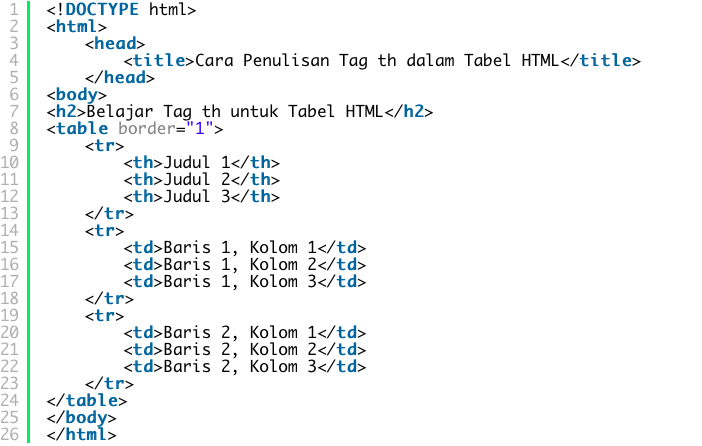 1 <!DOCTYPE html>
2 <html>
3     <head>
4         <title>Cara Penulisan Tag th dalam Tabel HTML</title>
5     </head>
6 <body>
7 <h2>Belajar Tag th untuk Tabel HTML</h2>
8 <table border="1">
9     <tr>
10         <th>Judul 1</th>
11         <th>Judul 2</th>
12         <th>Judul 3</th>
13     </tr>
14     <tr>
15         <td>Baris 1, Kolom 1</td>
16         <td>Baris 1, Kolom 2</td>
17         <td>Baris 1, Kolom 3</td>
18     </tr>
19     <tr>
20         <td>Baris 2, Kolom 1</td>
21         <td>Baris 2, Kolom 2</td>
22         <td>Baris 2, Kolom 3</td>
23     </tr>
24 </table>
25 </body>
26 </html>